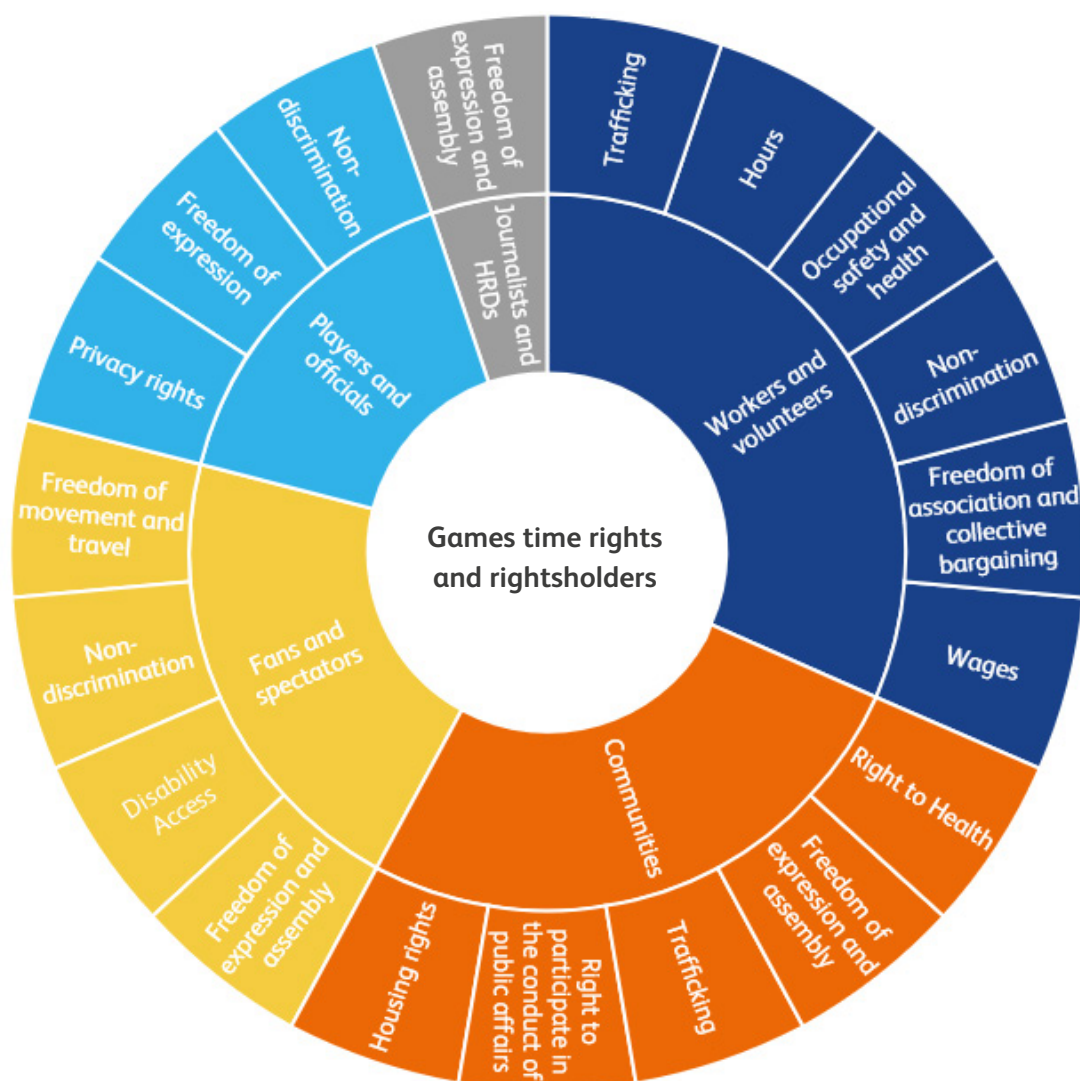 Games time rights
and rightsholders
Workers and
volunteers
Trafficking
Hours
Occupational
safety and
health
Non-
discrimination
Freedom of
association and
collective
bargaining
Wages
Communities
Right to Health
Freedom of
expression and
assembly
Trafficking
Right to
participate in
the conduct of
public affairs
Housing rights
Fans and
spectators
Freedom of
expression and
assembly
Disability
Access
Non-
discrimination
Freedom of
movement and
travel
Players and
officials
Privacy rights
Freedom of
expression
Non-
discrimination
Journalists and
HRDs
Freedom of
expression and
assembly